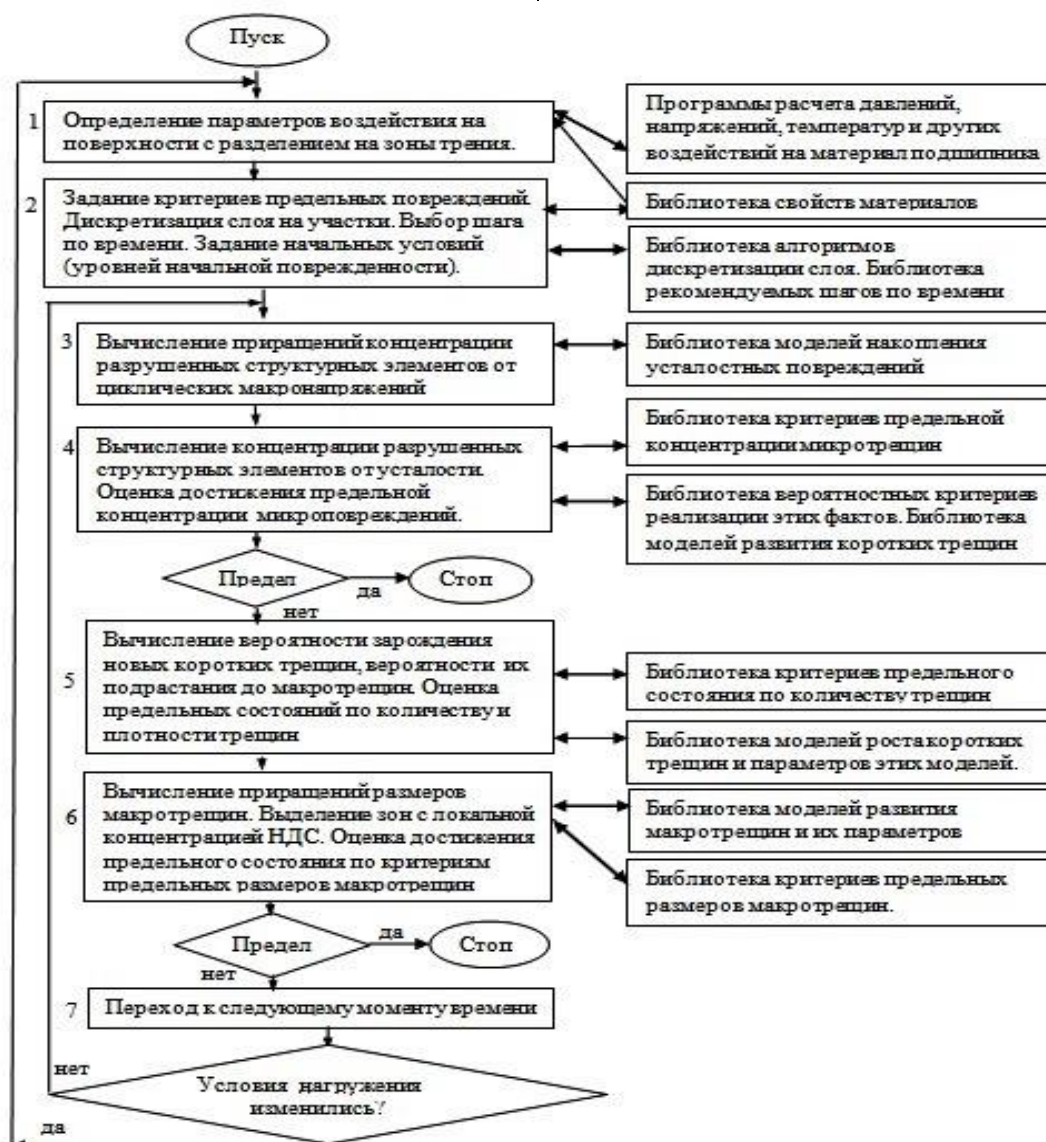 Пуск
1
Определение параметров воздействия на
поверхности с разделением на зоны трения.
Программы расчета давлений,
напряжений, температур и других
воздействий на материал подшипника
2
Задание критериев предельных повреждений.
Дискретизация слоя на участки. Выбор шага
по времени. Задание начальных условий
(уровней начальной поврежденности).
Библиотека свойств материалов
Библиотека алгоритмов
дискретизации слоя. Библиотека
рекомендуемых шагов по времени
3
Вычисление приращений концентрации
разрушенных структурных элементов от
циклических макронапряжений
Библиотека моделей накопления
усталостных повреждений
4
Вычисление концентрации разрушенных
структурных элементов от усталости.
Оценка достижения предельной
концентрации микроповреждений.
Библиотека критериев предельной
концентрации микротрещин
Библиотека вероятностных критериев
реализации этих фактов. Библиотека
моделей развития коротких трещин
Предел
да
Стоп
нет
5
Вычисление вероятности зарождения
новых коротких трещин, вероятности их
подрастания до макротрещин. Оценка
предельных состояний по количеству и
плотности трещин
Библиотека критериев предельного
состояния по количеству трещин
Библиотека моделей роста коротких
трещин и параметров этих моделей.
6
Вычисление приращений размеров
макротрещин. Выделение зон с локальной
концентрацией НДС. Оценка достижения
предельного состояния по критериям
предельных размеров макротрещин
Библиотека моделей развития
макротрещин и их параметров
Библиотека критериев предельных
размеров макротрещин.
Предел
да
Стоп
нет
7
Переход к следующему моменту времени
нет
Условия нагружения
изменились?
да